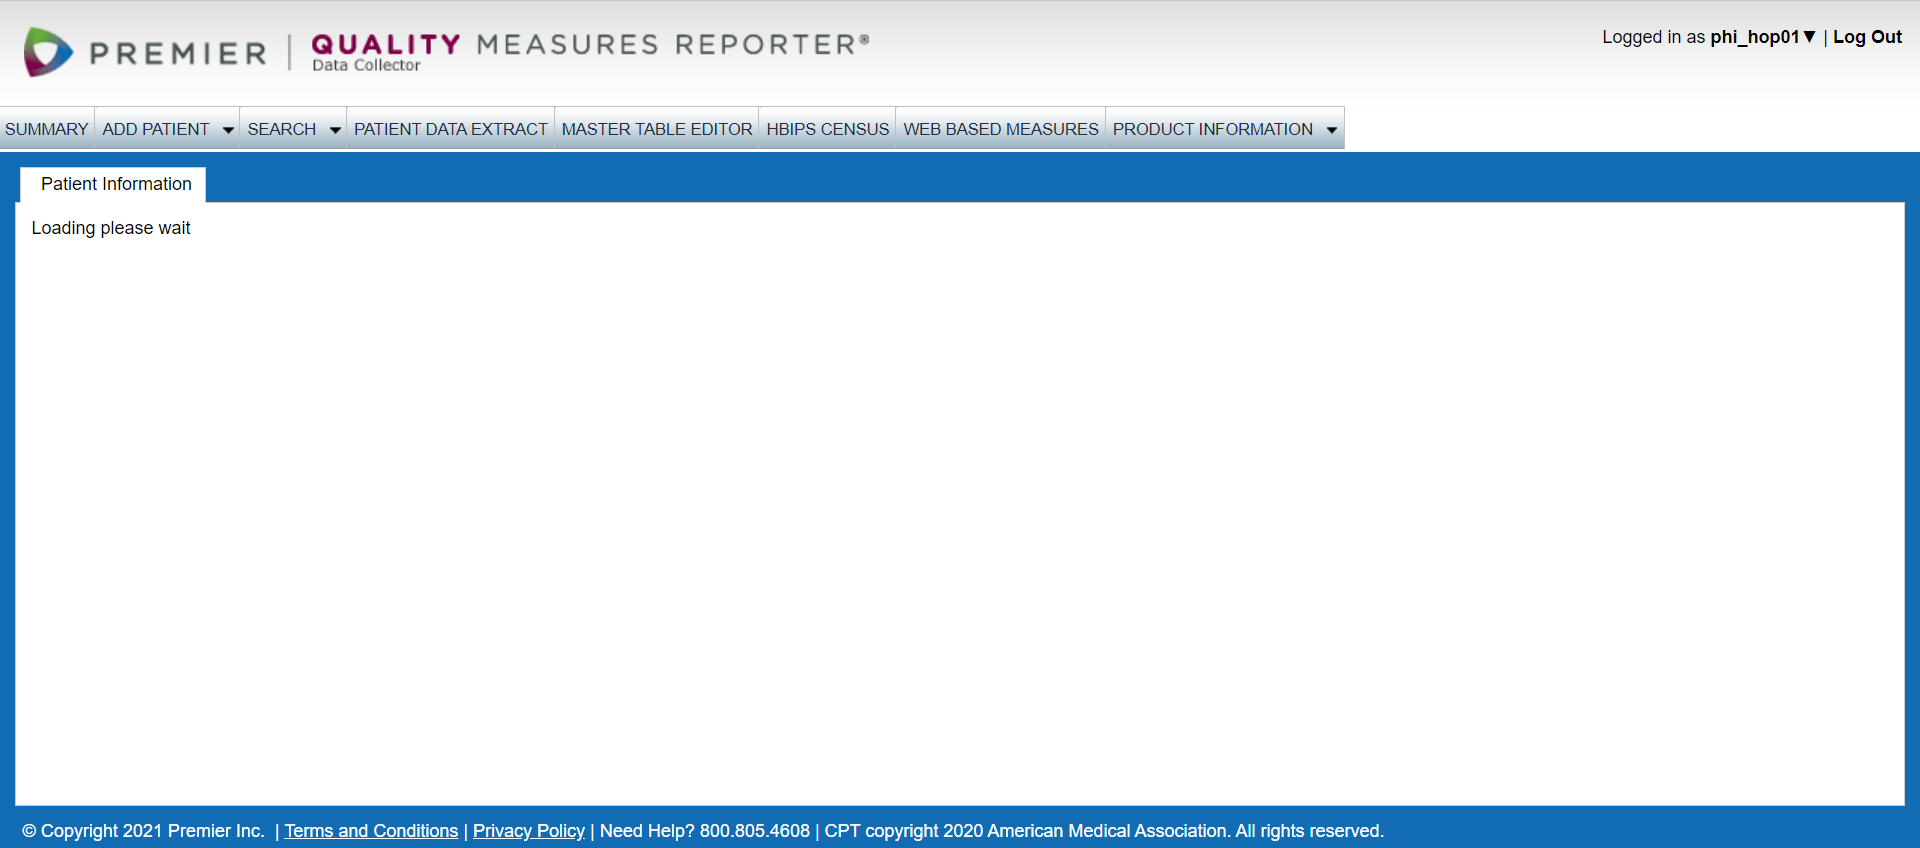 PREMIER | QUALITY MEASURES REPORTER®
Data Collector
Logged in as phi_hop01▼ | Log Out
SUMMARY ADD PATIENT ▼ SEARCH ▼ PATIENT DATA EXTRACT MASTER TABLE EDITOR HBIPS CENSUS WEB BASED MEASURES PRODUCT INFORMATION ▼
Patient Information
Loading please wait
© Copyright 2021 Premier Inc. | Terms and Conditions | Privacy Policy | Need Help? 800.805.4608 | CPT copyright 2020 American Medical Association. All rights reserved.